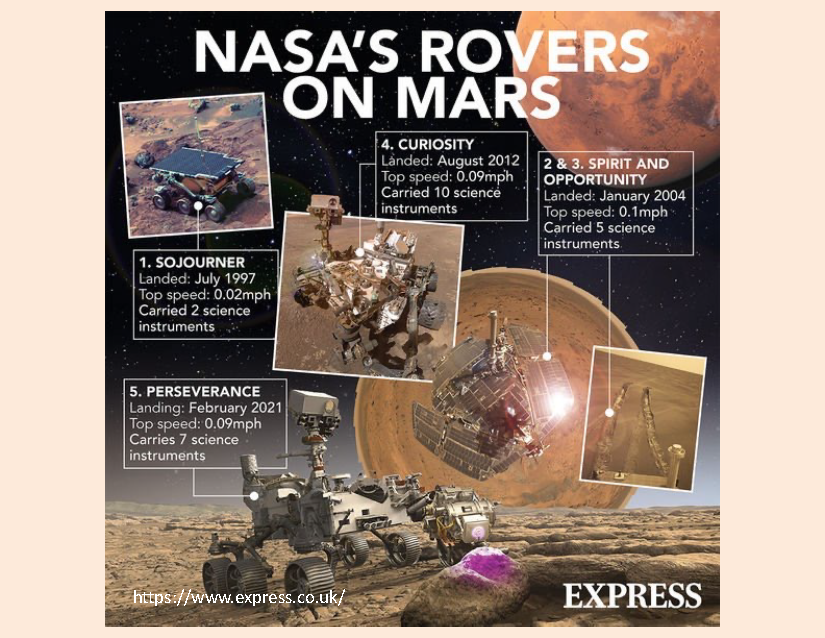 NASA'S ROVERS
ON MARS
4. CURIOSITY
Landed: August 2012
Top speed: 0.09mph
Carried 10 science
instruments
2 & 3. SPIRIT AND
OPPORTUNITY
Landed: January 2004
Top speed: 0.1mph
Carried 5 science
instruments
1. SOJOURNER
Landed: July 1997
Top speed: 0.02mph
Carried 2 science
instruments
5. PERSEVERANCE
Landing: February 2021
Top speed: 0.09mph
Carries 7 science
instruments
https://www.express.co.uk/
EXPRESS